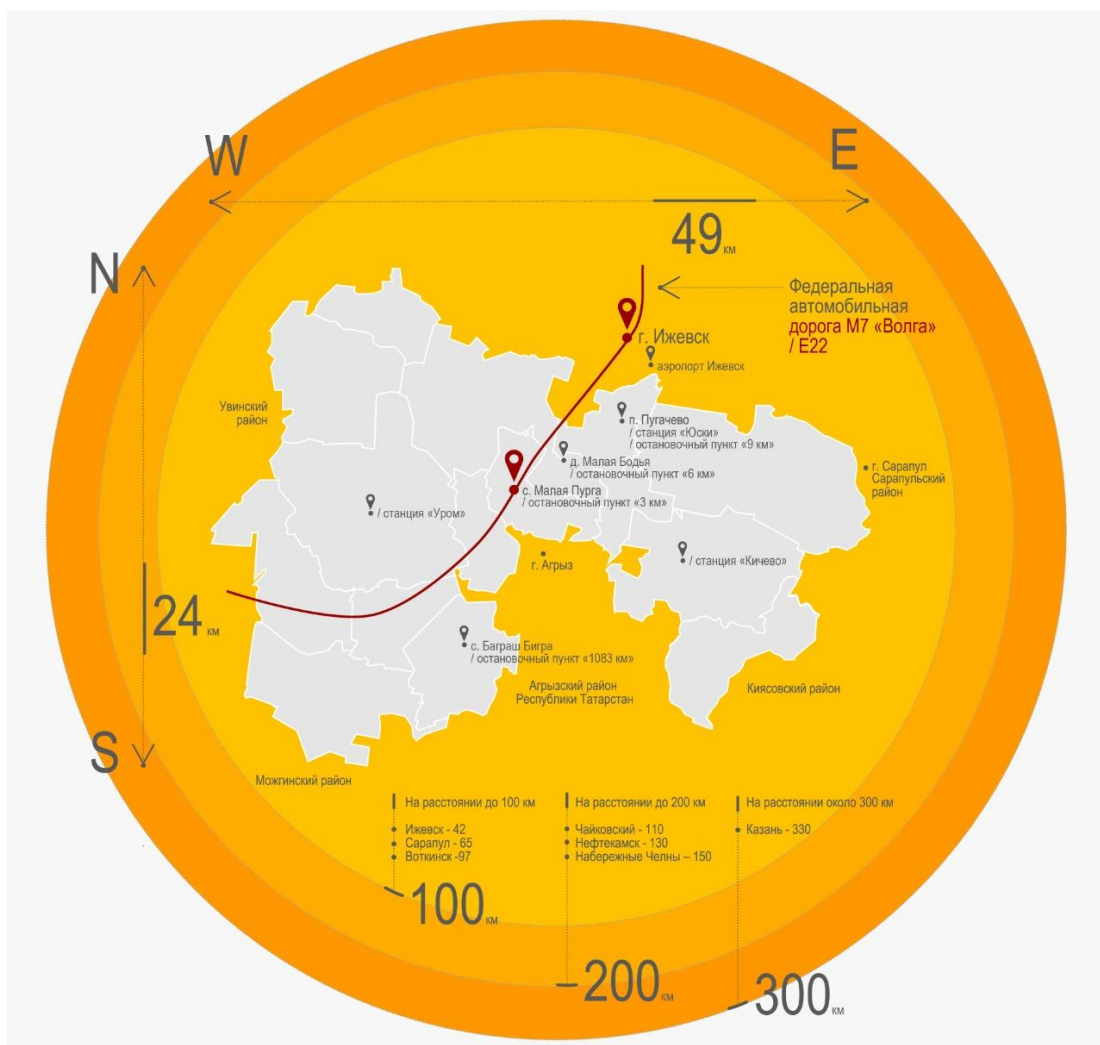 W
E
49 км
N
Федеральная
автомобильная
дорога М7 «Волга»
/ Е22
г. Ижевск
аэропорт Ижевск
Увинский
район
п. Пугачево
/ станция «Юски»
/ остановочный пункт «9 км»
д. Малая Бодья
/ остановочный пункт «6 км»
г. Сарапул
Сарапульский
район
с. Малая Пурга
/ остановочный пункт «3 км»
/ станция «Уром»
г. Агрыз
/ станция «Кичево»
24 км
с. Баграш Бигра
/ остановочный пункт «1083 км»
Агрызский район
Республики Татарстан
Киясовский район
S
Можгинский район
На расстоянии до 100 км
Ижевск - 42
Сарапул - 65
Воткинск -97
100 км
На расстоянии до 200 км
Чайковский - 110
Нефтекамск - 130
Набережные Челны – 150
200 км
На расстоянии около 300 км
Казань - 330
300 км